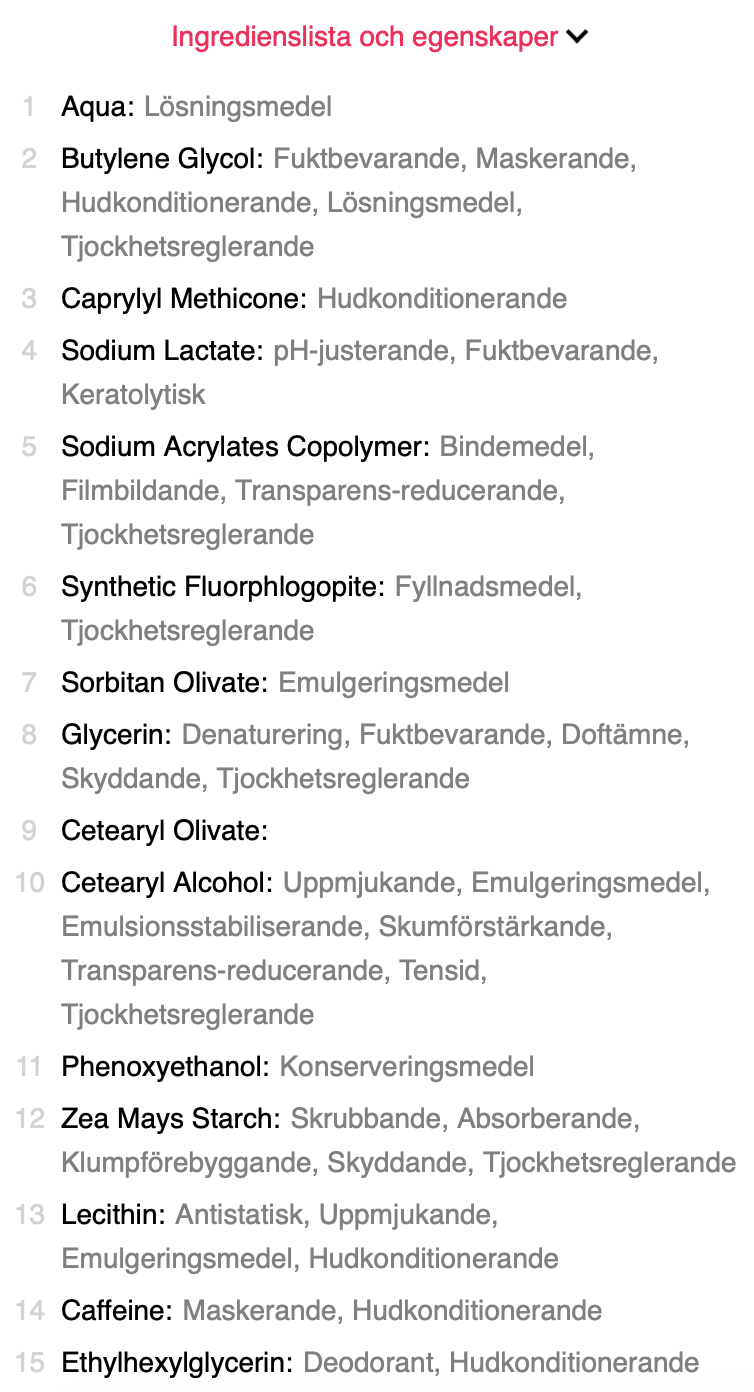 Ingredienslista och egenskaper
1 Aqua: Lösningsmedel
2 Butylene Glycol: Fuktbevarande, Maskerande,
Hudkonditionerande, Lösningsmedel,
Tjockhetsreglerande
3 Caprylyl Methicone: Hudkonditionerande
4 Sodium Lactate: pH-justerande, Fuktbevarande,
Keratolytisk
5 Sodium Acrylates Copolymer: Bindemedel,
Filmbildande, Transparens-reducerande,
Tjockhetsreglerande
6 Synthetic Fluorphlogopite: Fyllnadsmedel,
Tjockhetsreglerande
7 Sorbitan Olivate: Emulgeringsmedel
8 Glycerin: Denaturering, Fuktbevarande, Doftämne,
Skyddande, Tjockhetsreglerande
9 Cetearyl Olivate:
10 Cetearyl Alcohol: Uppmjukande, Emulgeringsmedel,
Emulsionsstabiliserande, Skumförstärkande,
Transparens-reducerande, Tensid,
Tjockhetsreglerande
11 Phenoxyethanol: Konserveringsmedel
12 Zea Mays Starch: Skrubbande, Absorberande,
Klumpförebyggande, Skyddande, Tjockhetsreglerande
13 Lecithin: Antistatisk, Uppmjukande,
Emulgeringsmedel, Hudkonditionerande
14 Caffeine: Maskerande, Hudkonditionerande
15 Ethylhexylglycerin: Deodorant, Hudkonditionerande